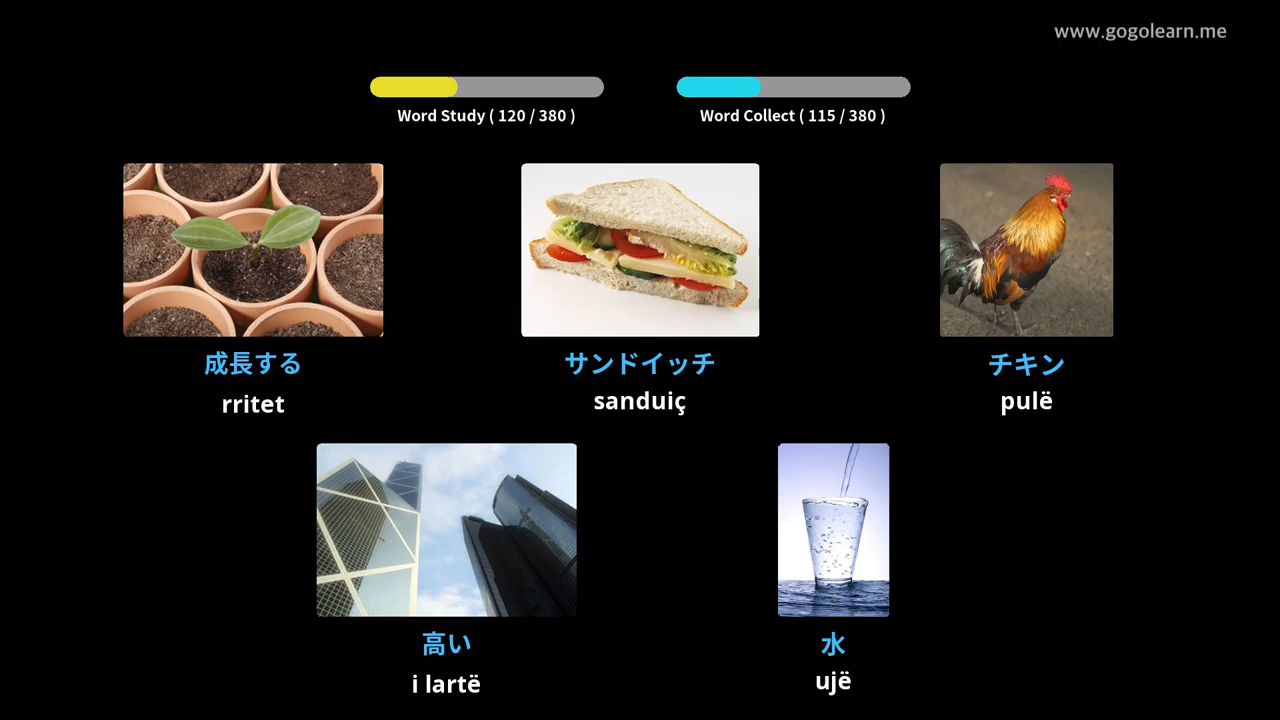 www.gogolearn.me
Word Study ( 120 / 380 )
Word Collect ( 115 / 380 )
成長する
rritet
サンドイッチ
sanduiç
チキン
pulë
高い
i lartë
水
ujë